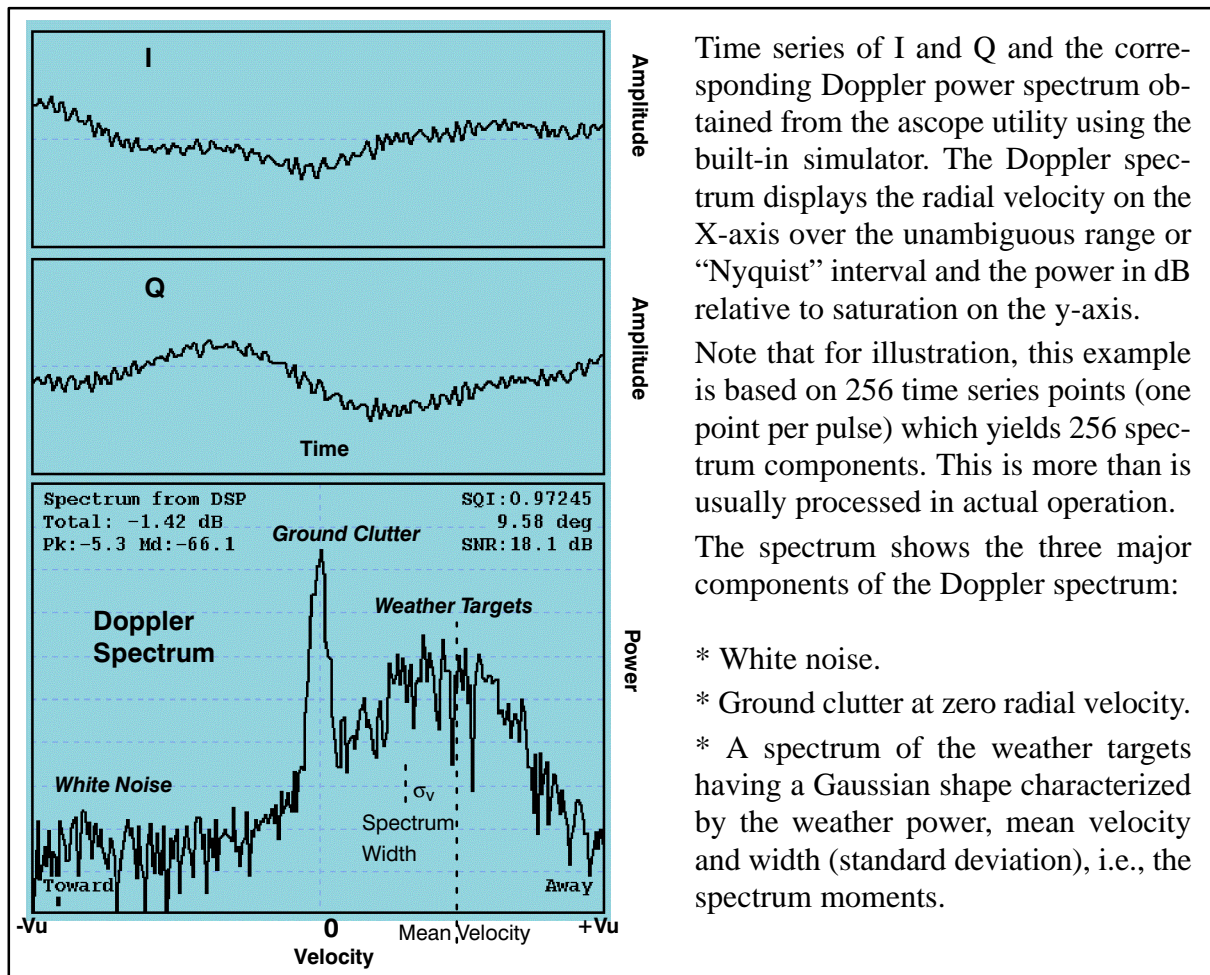 I
Amplitude
Q
Amplitude
Time
Spectrum from DSP
SQI:0.97245
Total: -1.42 dB
9.58 deg
Pk:-5.3 Md:-66.1
SNR:18.1 dB
Ground Clutter
Weather Targets
Doppler
Spectrum
Power
White Noise
σv
Spectrum
Width
Toward
Away
-Vu
0
+Vu
Mean Velocity
Velocity
Time series of I and Q and the corre-
sponding Doppler power spectrum ob-
tained from the ascope utility using the
built-in simulator. The Doppler spec-
trum displays the radial velocity on the
X-axis over the unambiguous range or
“Nyquist” interval and the power in dB
relative to saturation on the y-axis.
Note that for illustration, this example
is based on 256 time series points (one
point per pulse) which yields 256 spec-
trum components. This is more than is
usually processed in actual operation.
The spectrum shows the three major
components of the Doppler spectrum:
* White noise.
* Ground clutter at zero radial velocity.
* A spectrum of the weather targets
having a Gaussian shape characterized
by the weather power, mean velocity
and width (standard deviation), i.e., the
spectrum moments.